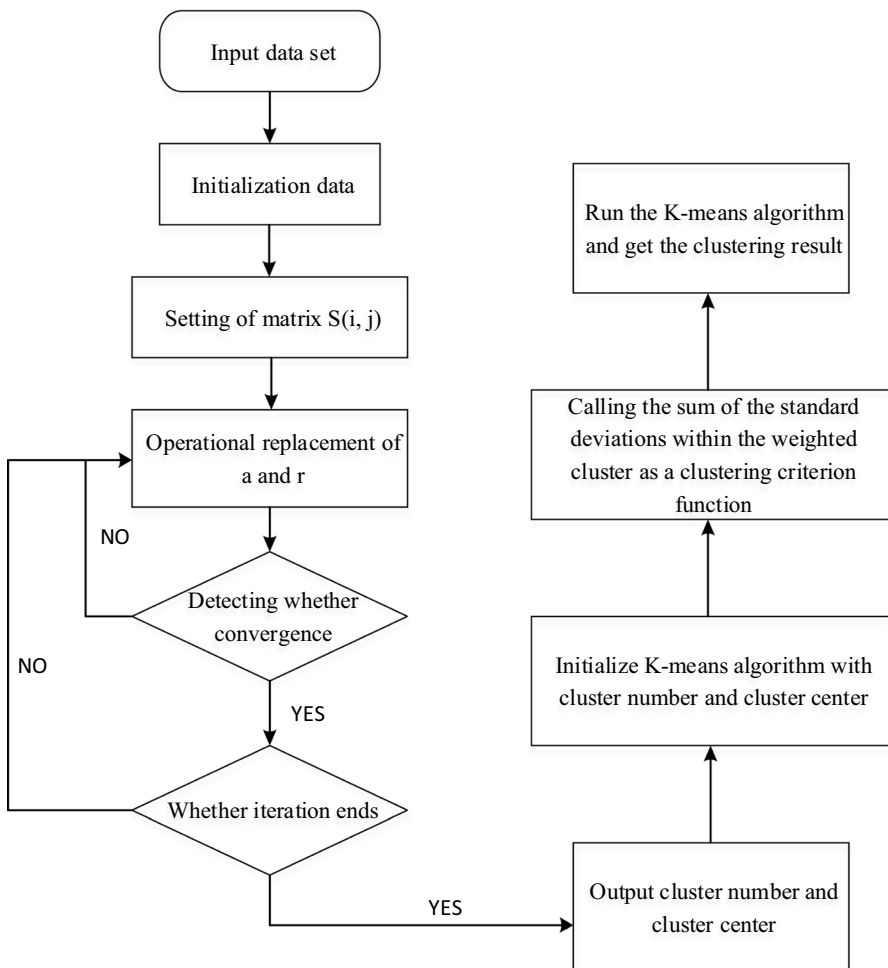 Input data set
Initialization data
Setting of matrix S(i, j)
Operational replacement of
a and r
NO
Detecting whether
convergence
NO
YES
Whether iteration ends
YES
Output cluster number and
cluster center
Initialize K-means algorithm with
cluster number and cluster center
Calling the sum of the standard
deviations within the weighted
cluster as a clustering criterion
function
Run the K-means algorithm
and get the clustering result